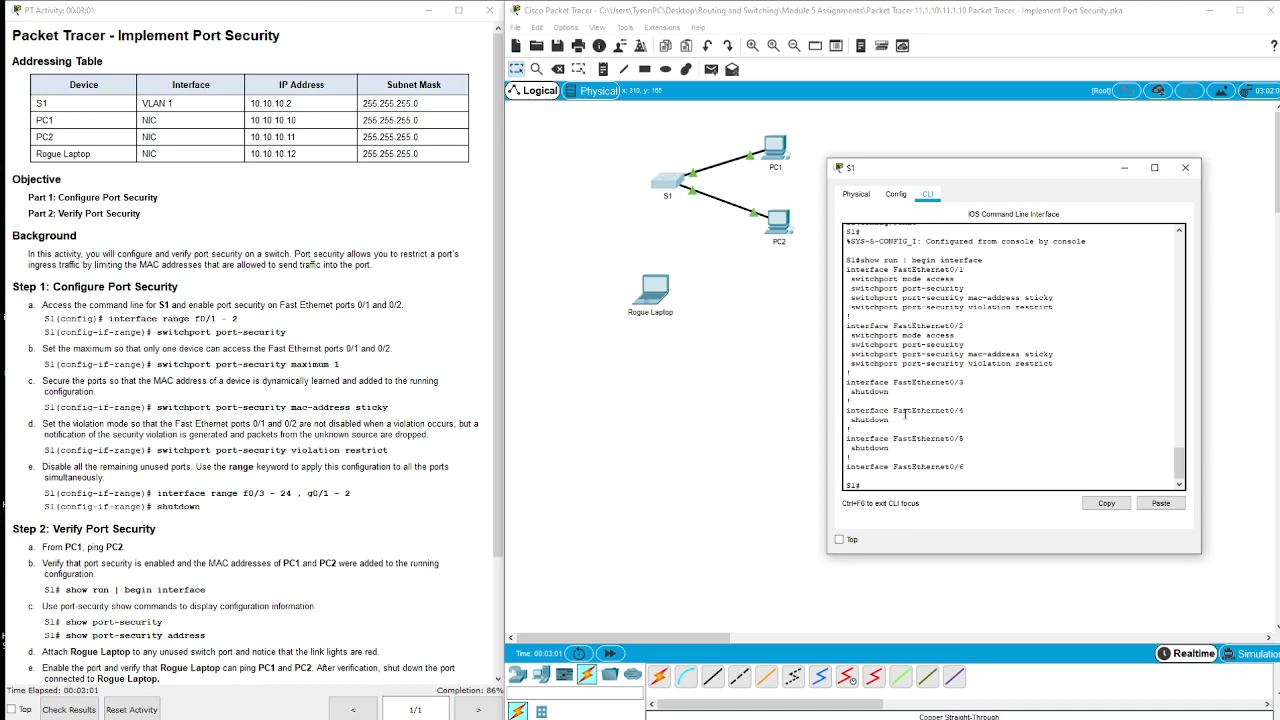 PT Activity: 00:03:01
Packet Tracer - Implement Port Security
Addressing Table
Device Interface IP Address Subnet Mask
S1 VLAN 1 10.10.10.2 255.255.255.0
PC1 NIC 10.10.10.10 255.255.255.0
PC2 NIC 10.10.10.11 255.255.255.0
Rogue Laptop NIC 10.10.10.12 255.255.255.0
Objective
Part 1: Configure Port Security
Part 2: Verify Port Security
Background
In this activity, you will configure and verify port security on a switch. Port security allows you to restrict a port's
ingress traffic by limiting the MAC addresses that are allowed to send traffic into the port.
Step 1: Configure Port Security
a. Access the command line for S1 and enable port security on Fast Ethernet ports 0/1 and 0/2.
S1(config)# interface range f0/1 – 2
S1(config-if-range)# switchport port-security
b. Set the maximum so that only one device can access the Fast Ethernet ports 0/1 and 0/2.
S1(config-if-range)# switchport port-security maximum 1
c. Secure the ports so that the MAC address of a device is dynamically learned and added to the running
configuration.
S1(config-if-range)# switchport port-security mac-address sticky
d. Set the violation mode so that the Fast Ethernet ports 0/1 and 0/2 are not disabled when a violation occurs, but a
notification of the security violation is generated and packets from the unknown source are dropped.
S1(config-if-range)# switchport port-security violation restrict
e. Disable all the remaining unused ports. Use the range keyword to apply this configuration to all the ports
simultaneously.
S1(config-if-range)# interface range f0/3 - 24 , g0/1 - 2
S1(config-if-range)# shutdown
Step 2: Verify Port Security
a. From PC1, ping PC2.
b. Verify that port security is enabled and the MAC addresses of PC1 and PC2 were added to the running
configuration.
S1# show run | begin interface
c. Use port-security show commands to display configuration information.
S1# show port-security
S1# show port-security address
d. Attach Rogue Laptop to any unused switch port and notice that the link lights are red.
e. Enable the port and verify that Rogue Laptop can ping PC1 and PC2. After verification, shut down the port
connected to Rogue Laptop.
Time Elapsed: 00:03:01 Completion: 86%
Top Check Results Reset Activity < 1/1 >
Cisco Packet Tracer - C:\Users\TysonPC\Desktop\Routing and Switching\Module 5 Assignments\Packet Tracer 11.1.10\11.1.10 Packet Tracer - Implement Port Security.pka
File Edit Options View Tools Extensions Help
?
Logical Physical x: 310, y: 165 [Root] 03:02:0
PC1
S1
PC2
Rogue Laptop
S1
Physical Config CLI
IOS Command Line Interface
S1#
%SYS-5-CONFIG_I: Configured from console by console
S1#show run | begin interface
interface FastEthernet0/1
switchport mode access
switchport port-security
switchport port-security mac-address sticky
switchport port-security violation restrict
!
interface FastEthernet0/2
switchport mode access
switchport port-security
switchport port-security mac-address sticky
switchport port-security violation restrict
!
interface FastEthernet0/3
shutdown
!
interface FastEthernet0/4
shutdown
!
interface FastEthernet0/5
shutdown
!
interface FastEthernet0/6
S1#
Ctrl+F6 to exit CLI focus Copy Paste
Top
Time: 00:03:01 Realtime Simulation
Copper Straight-Through